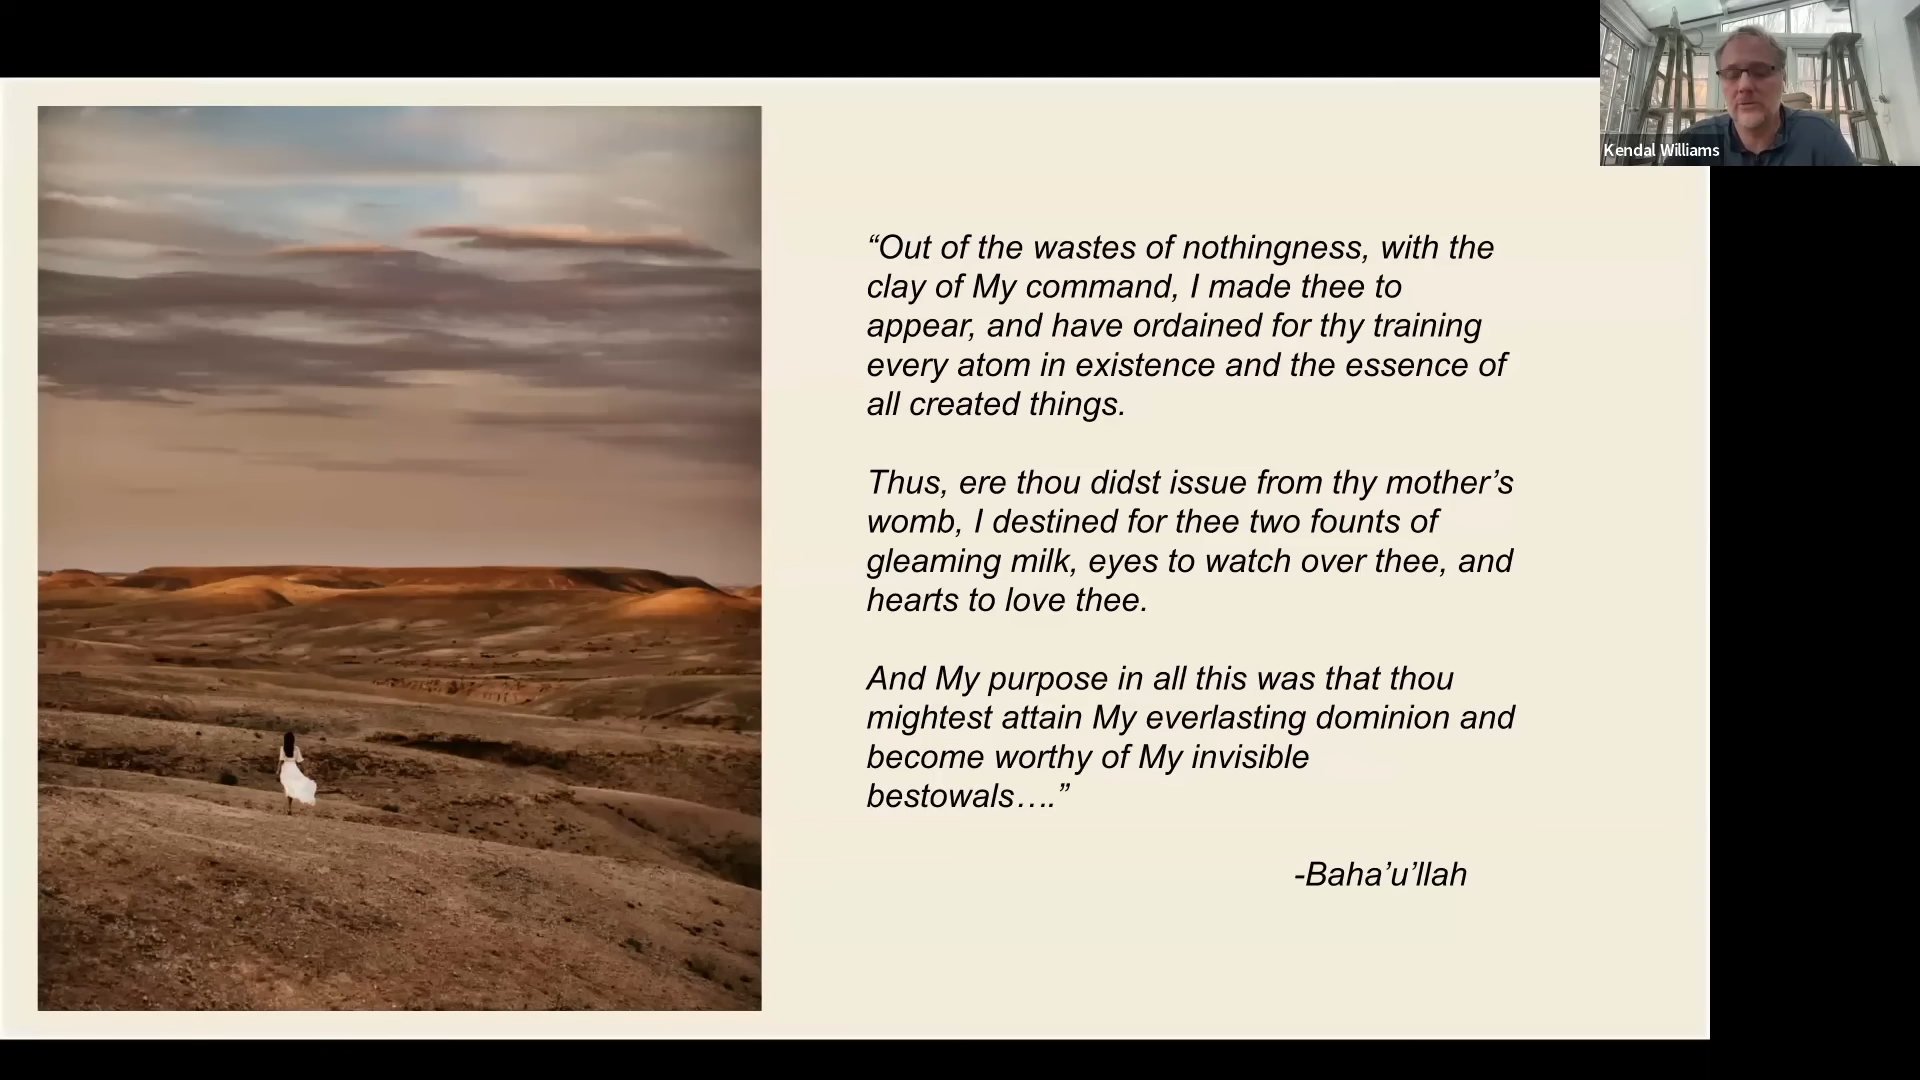 Kendal Williams
“Out of the wastes of nothingness, with the
clay of My command, I made thee to
appear, and have ordained for thy training
every atom in existence and the essence of
all created things.
Thus, ere thou didst issue from thy mother’s
womb, I destined for thee two founts of
gleaming milk, eyes to watch over thee, and
hearts to love thee.
And My purpose in all this was that thou
mightest attain My everlasting dominion and
become worthy of My invisible
bestowals….”
-Baha’u’llah